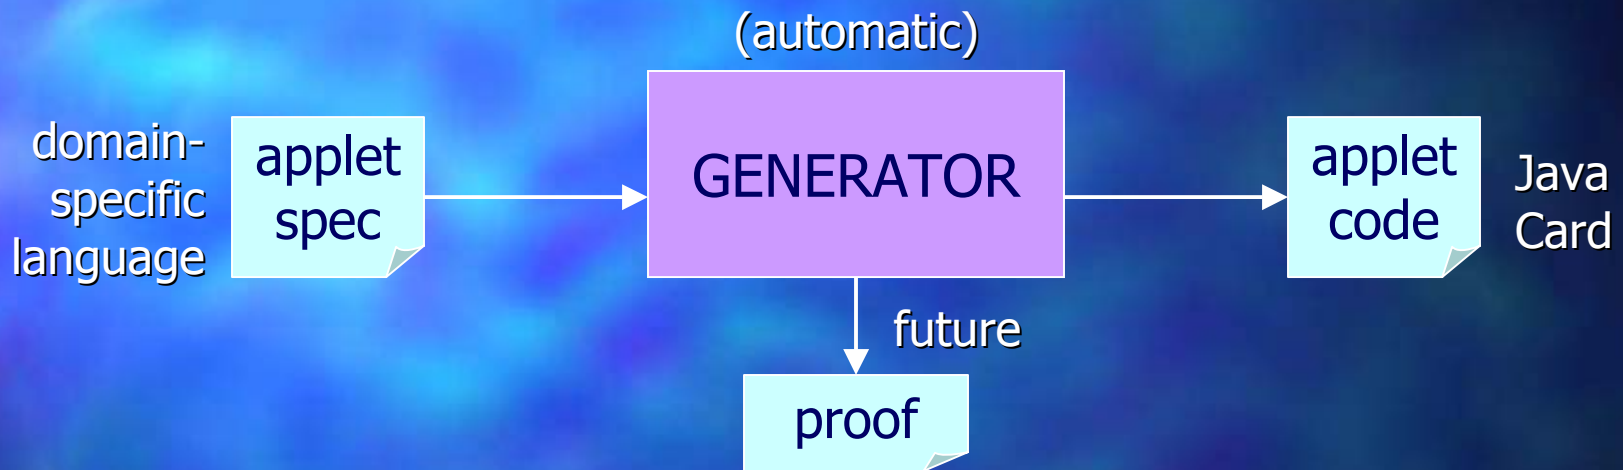 (automatic)
domain-
specific
language
applet
spec
GENERATOR
applet
code
Java
Card
future
proof